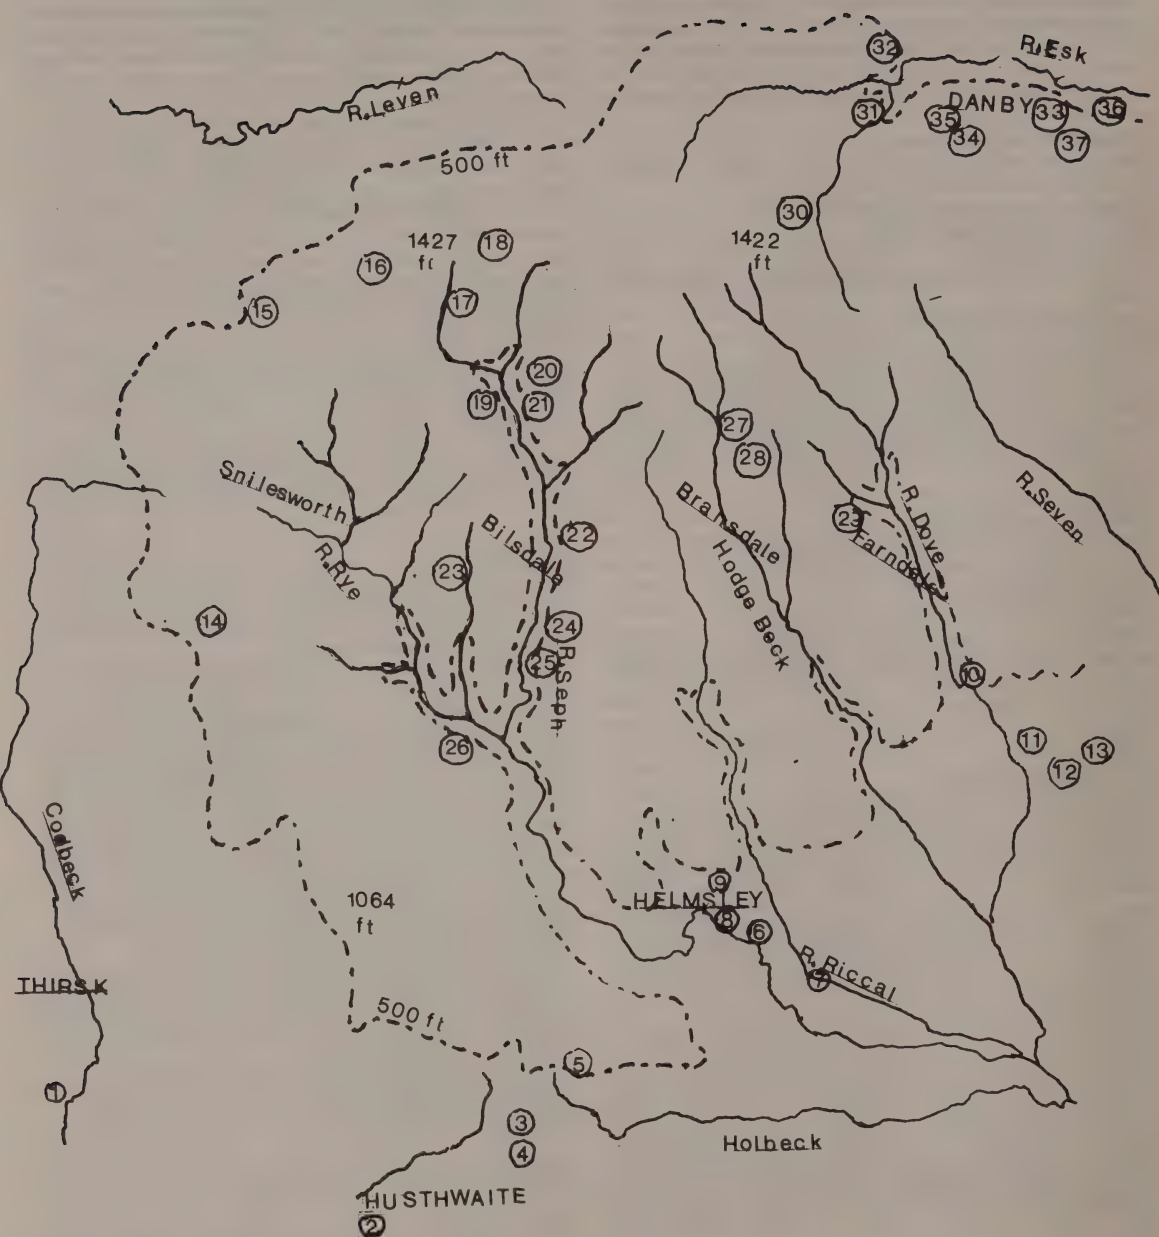 32
R.Esk
R.Leven
31
DANBY
33
36
35
34
37
500 ft
30
1427
ft
18
1422
ft
16
17
15
20
19
21
27
28
Snilesworth
R.Rye
Bilsdale
22
23
Bransdale
Hodge Beck
23
Farndale
R. Dove
R.Seven
14
24
25
R.Seph
10
26
11
12
13
Codbeck
9
HELMSLEY
8
6
1064
ft
R. Riccal
7
THIRSK
500 ft
5
1
3
4
Holbeck
HUSTHWAITE
2